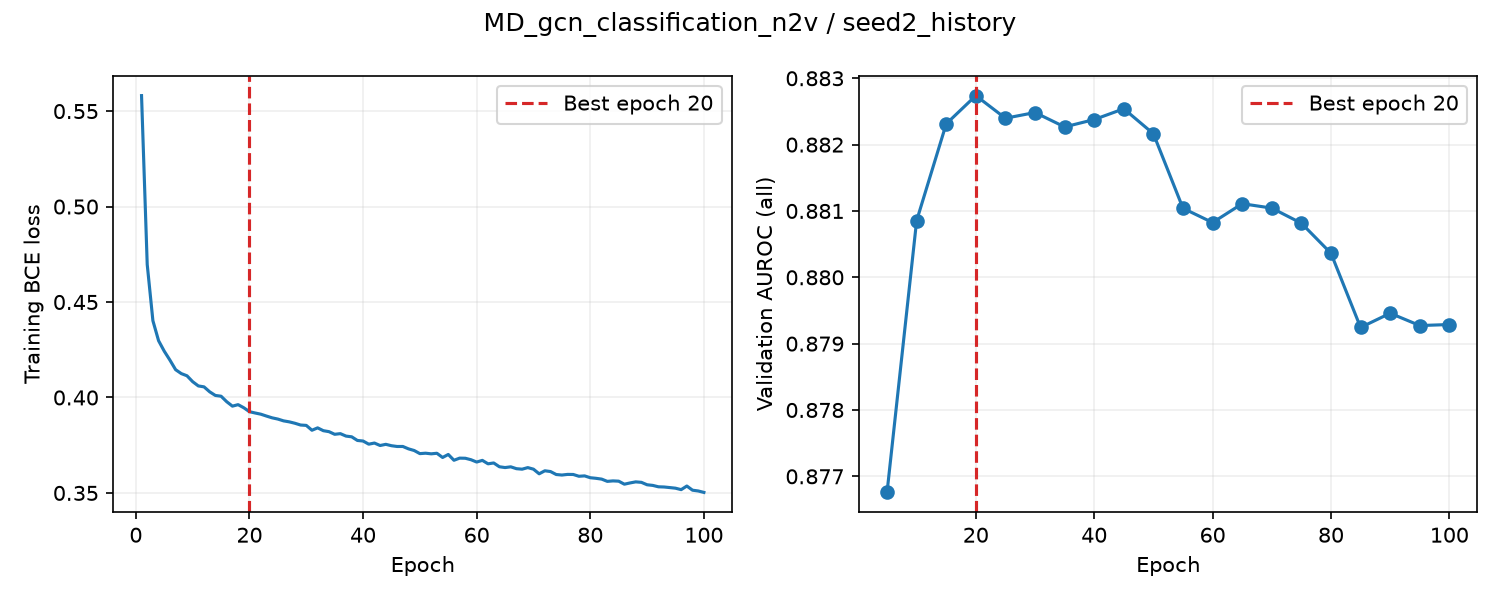 MD_gcn_classification_n2v / seed2_history
Training BCE loss
0.55
0.50
0.45
0.40
0.35
Best epoch 20
0 20 40 60 80 100
Epoch
Validation AUROC (all)
0.883
0.882
0.881
0.880
0.879
0.878
0.877
Best epoch 20
20 40 60 80 100
Epoch